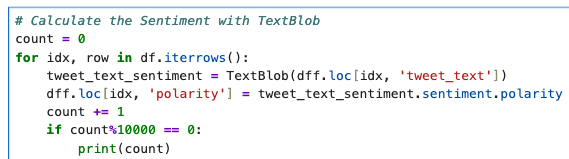 # Calculate the Sentiment with TextBlob
count = 0
for idx, row in df.iterrows():
    tweet_text_sentiment = TextBlob(dff.loc[idx, 'tweet_text'])
    dff.loc[idx, 'polarity'] = tweet_text_sentiment.sentiment.polarity
    count += 1
    if count%10000 == 0:
        print(count)